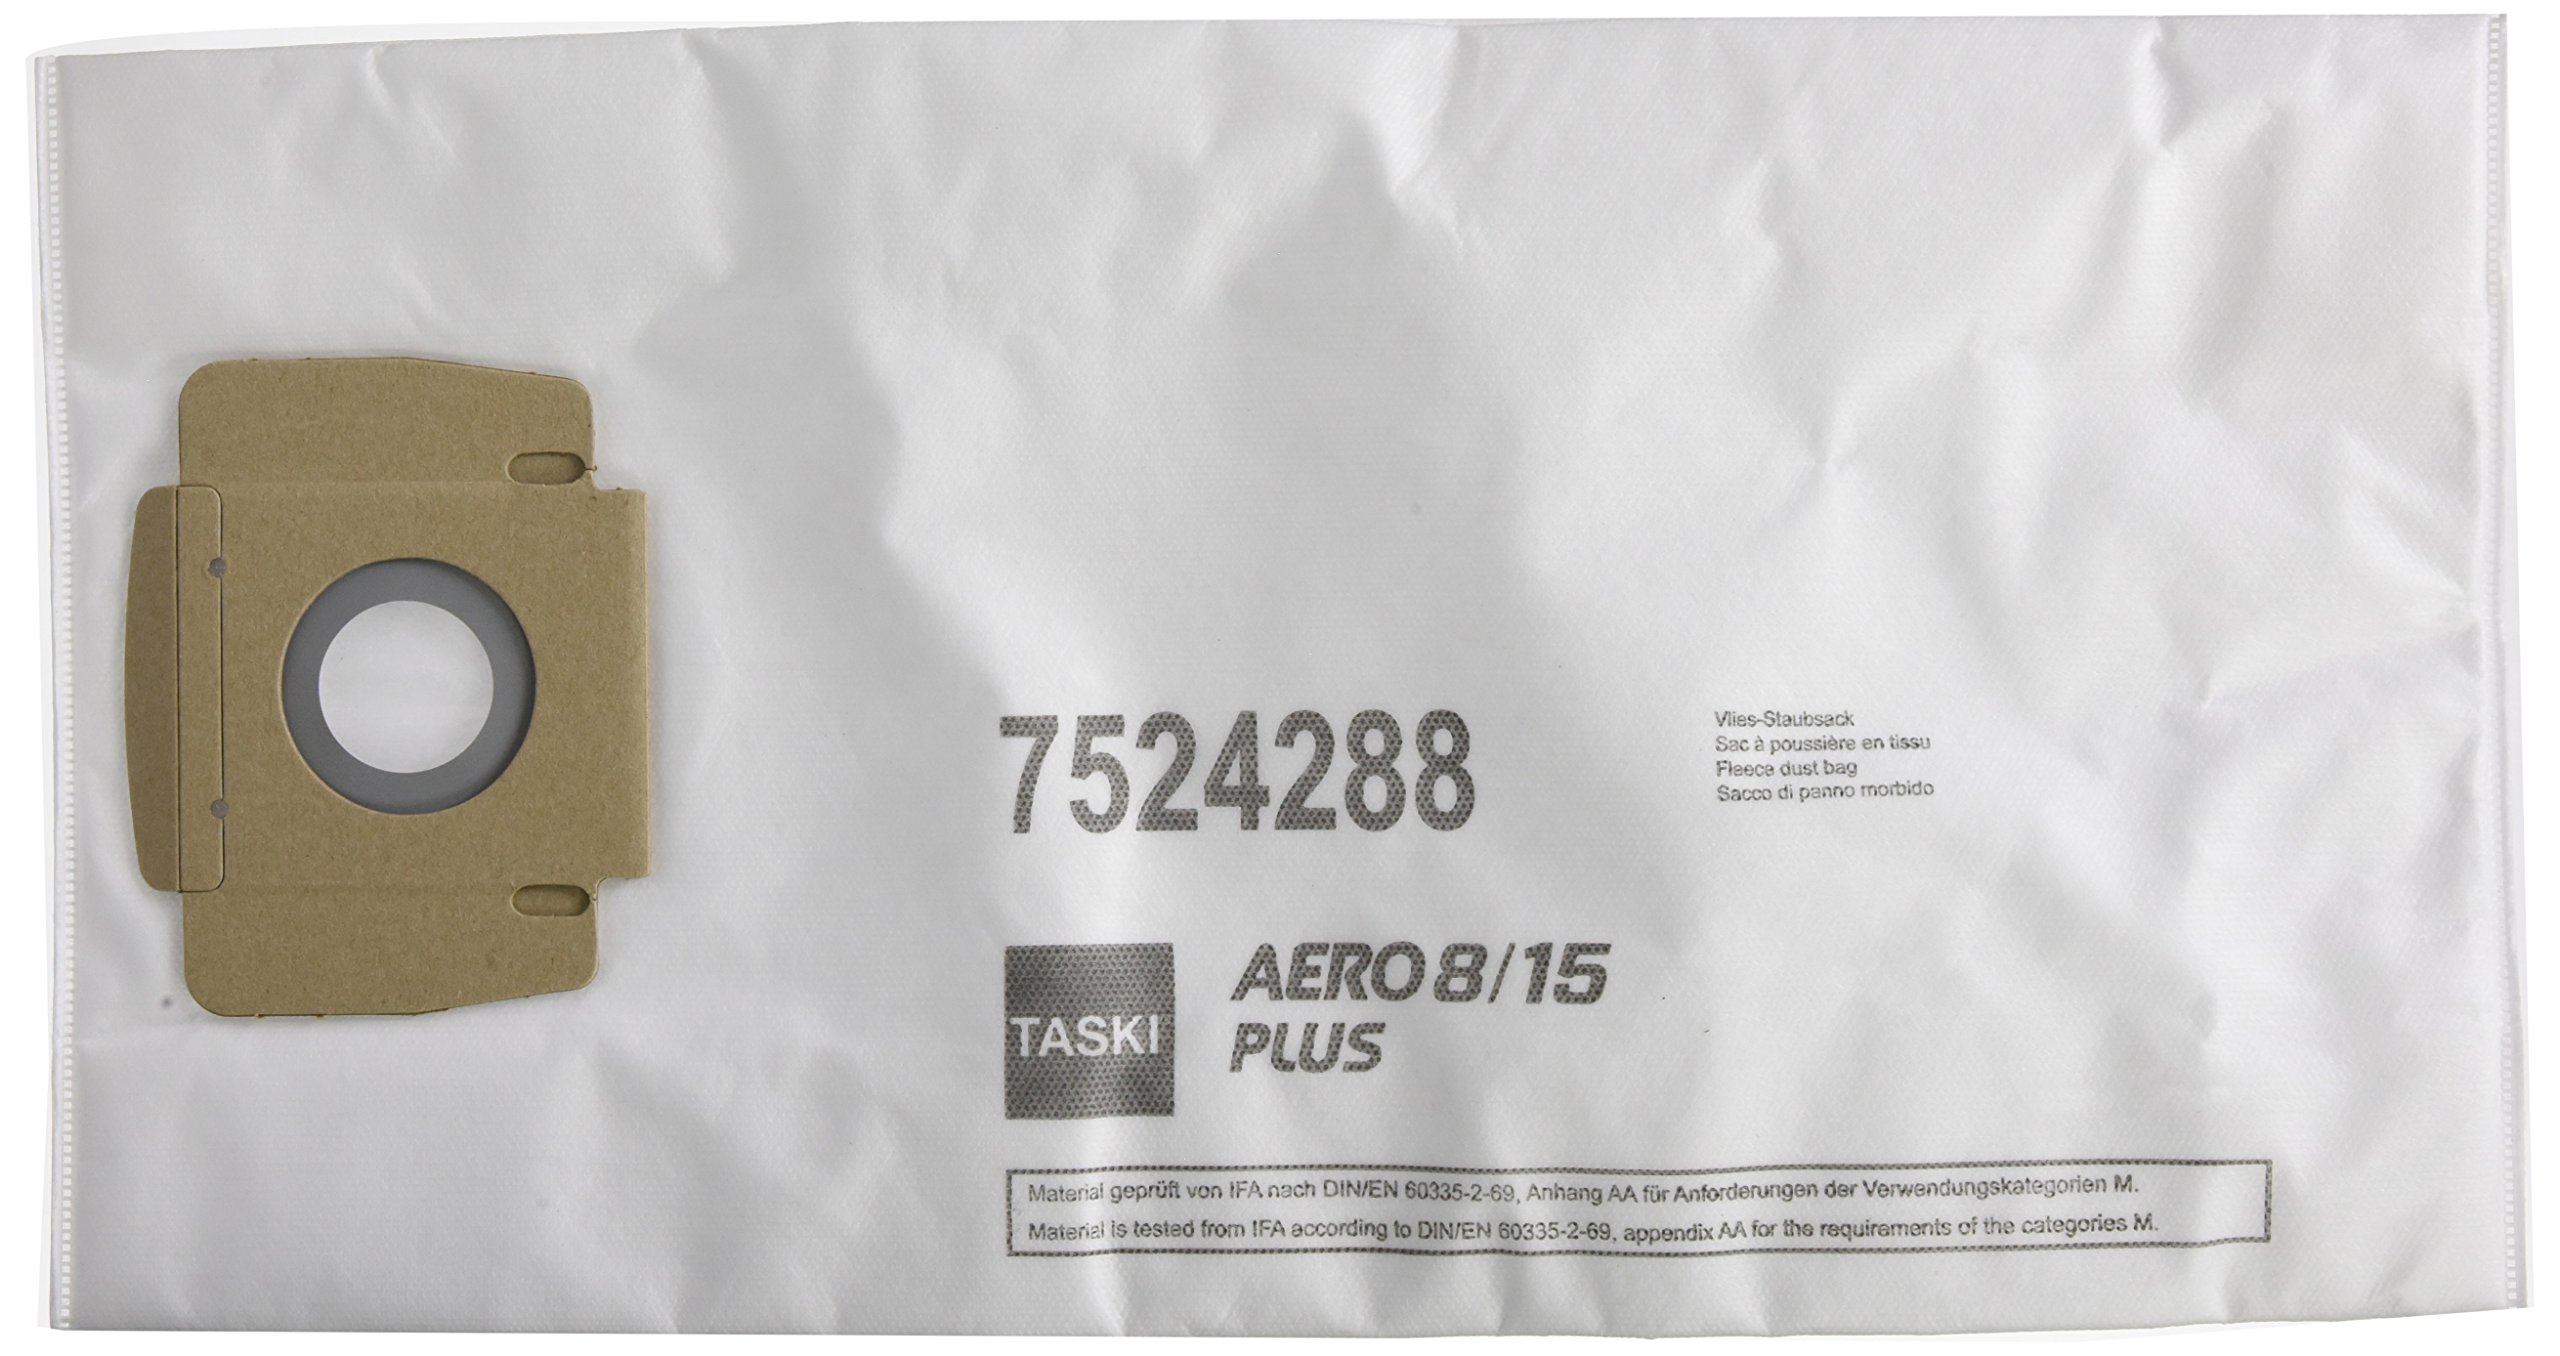 7524288
Vlies-Staubsack
Sac à poussière en tissu
Fleece dust bag
Sacco di panno morbido
TASKI
AERO 8/15
PLUS
Material geprüft von IFA nach DIN/EN 60335-2-69, Anhang AA für Anforderungen der Verwendungskategorien M.
Material is tested from IFA according to DIN/EN 60335-2-69, appendix AA for the requirements of the categories M.